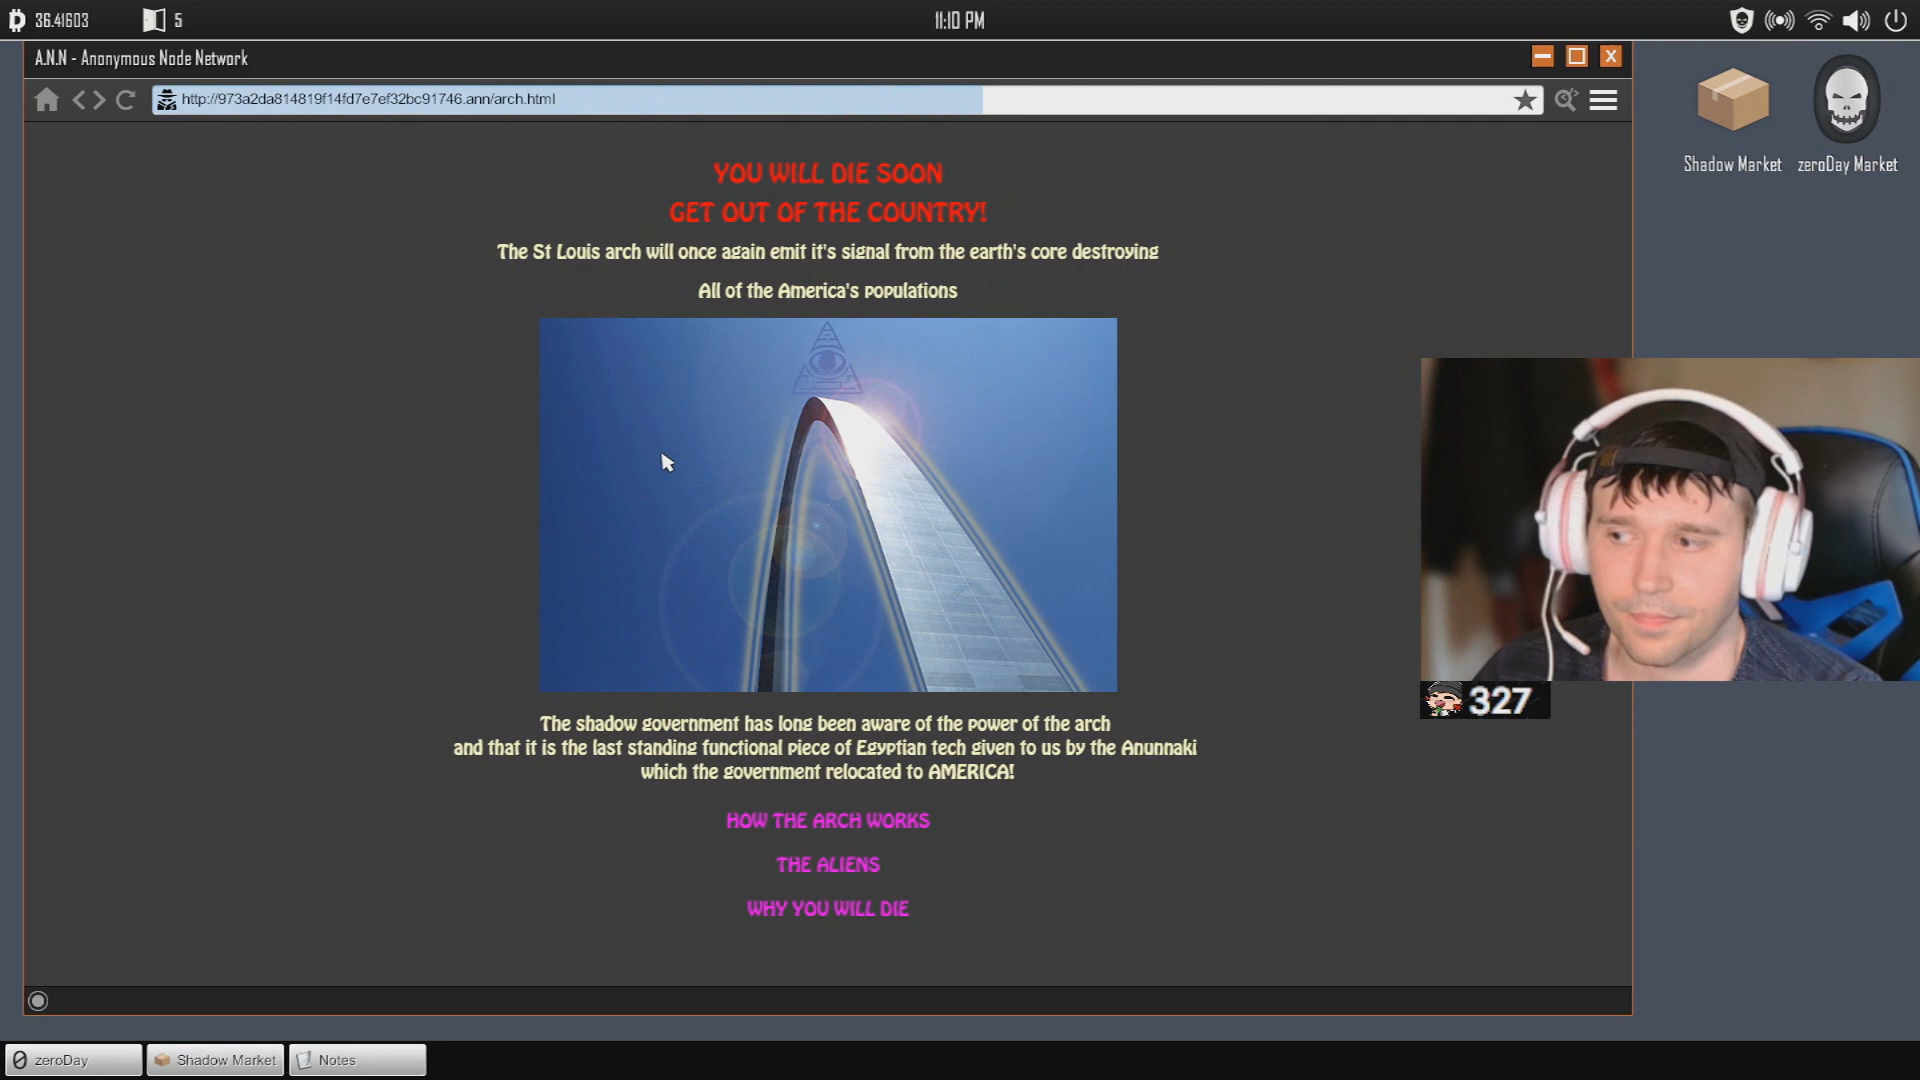 36.41603
5
11:10 PM
A.N.N - Anonymous Node Network
http://973a2da814819f14fd7e7ef32bc91746.ann/arch.html
Shadow Market
zeroDay Market
YOU WILL DIE SOON
GET OUT OF THE COUNTRY!
The St Louis arch will once again emit it's signal from the earth's core destroying
All of the America's populations
327
The shadow government has long been aware of the power of the arch
and that it is the last standing functional piece of Egyptian tech given to us by the Anunnaki
which the government relocated to AMERICA!
HOW THE ARCH WORKS
THE ALIENS
WHY YOU WILL DIE
zeroDay
Shadow Market
Notes